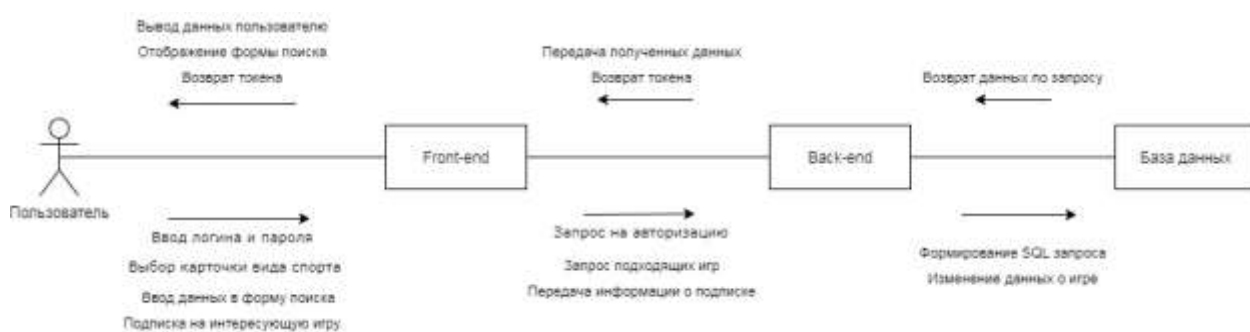 Вывод данных пользователю
Отображение формы поиска
Возврат токена
Передача полученных данных
Возврат токена
Возврат данных по запросу
Front-end
Back-end
База данных
Пользователь
Ввод логина и пароля
Выбор карточки вида спорта
Ввод данных в форму поиска
Подписка на интересующую игру
Запрос на авторизацию
Запрос подходящих игр
Передача информации о подписке
Формирование SQL запроса
Изменение данных о игре